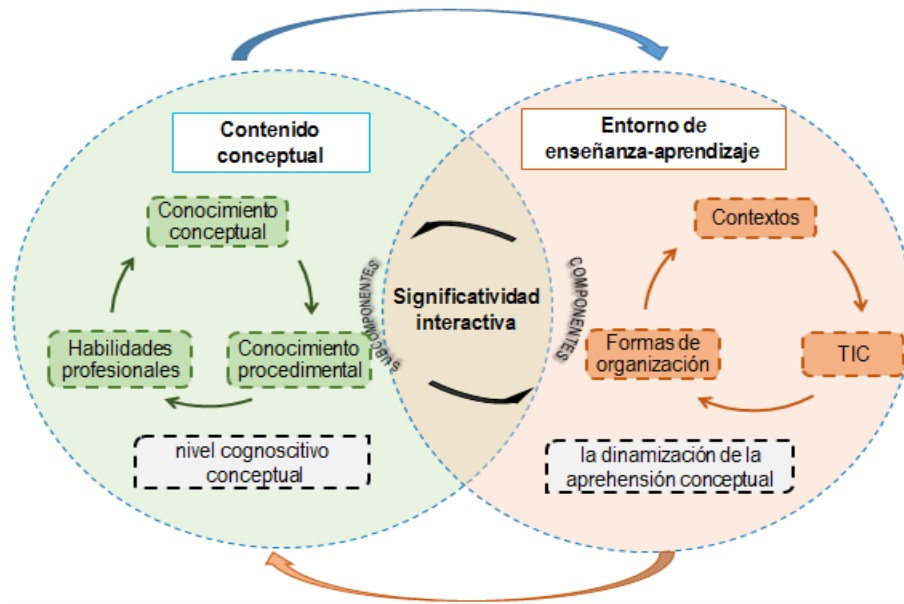 Contenido
conceptual
Conocimiento
conceptual
Habilidades
profesionales
Conocimiento
procedimental
nivel cognoscitivo
conceptual
SUBCOMPONENTES
Significatividad
interactiva
COMPONENTES
Entorno de
enseñanza-aprendizaje
Contextos
Formas de
organización
TIC
la dinamización de la
aprehensión conceptual